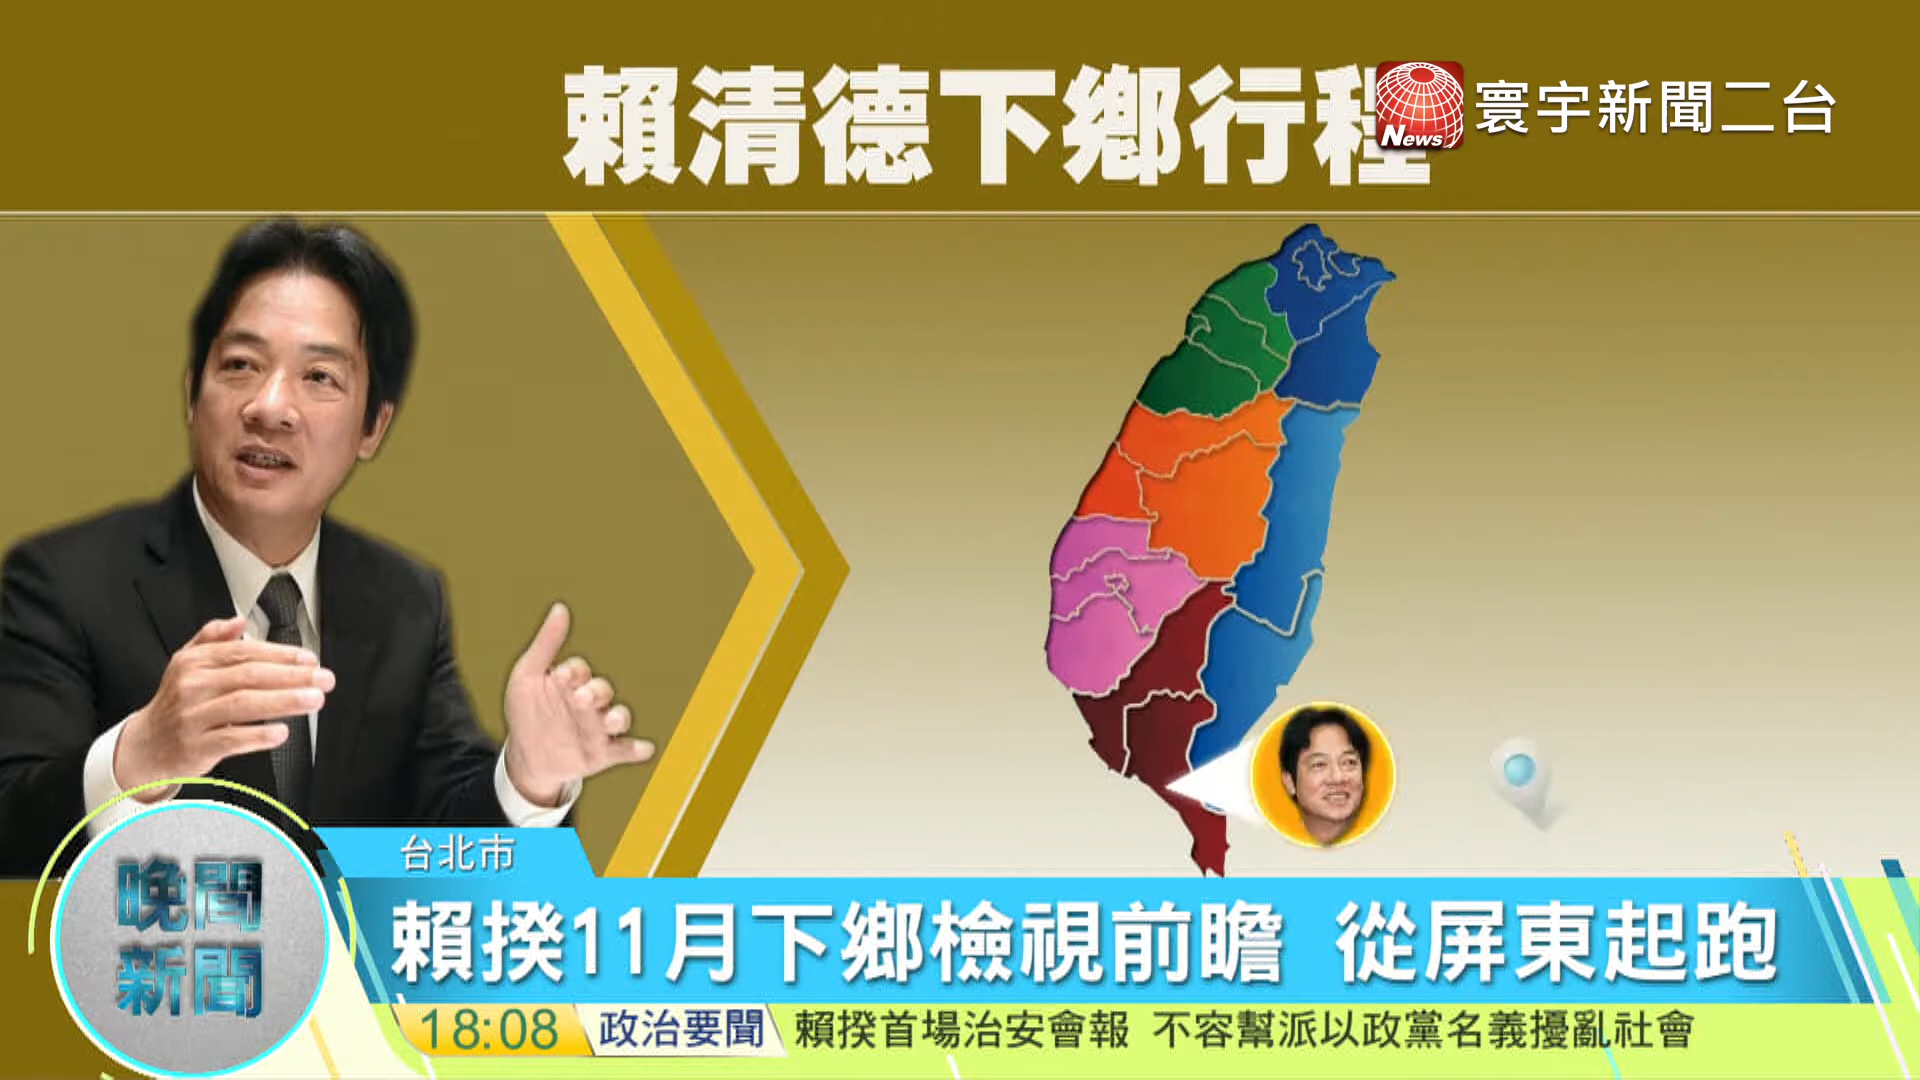 賴清德下鄉行程
News
寰宇新聞二台
台北市
晚間
新聞
賴揆11月下鄉檢視前瞻 從屏東起跑
18:08 政治要聞 賴揆首場治安會報 不容幫派以政黨名義擾亂社會